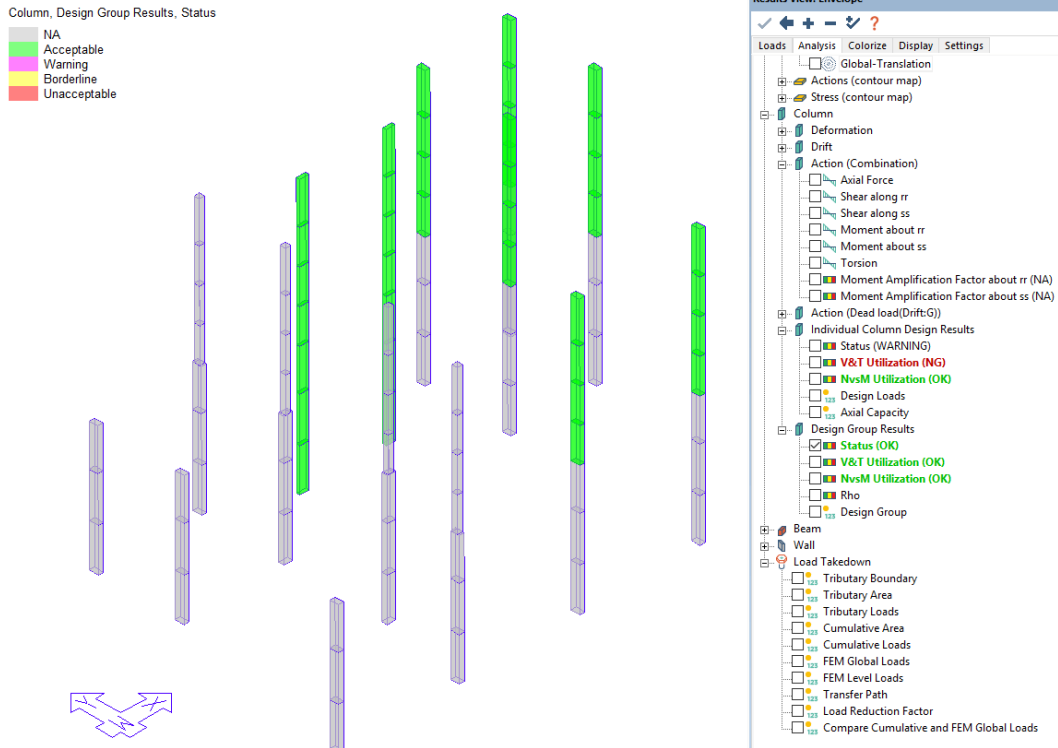 Column, Design Group Results, Status
NA
Acceptable
Warning
Borderline
Unacceptable
Results View: Envelope
Loads Analysis Colorize Display Settings
Global-Translation
Actions (contour map)
Stress (contour map)
Column
Deformation
Drift
Action (Combination)
Axial Force
Shear along rr
Shear along ss
Moment about rr
Moment about ss
Torsion
Moment Amplification Factor about rr (NA)
Moment Amplification Factor about ss (NA)
Action (Dead load(Drift:G))
Individual Column Design Results
Status (WARNING)
V&T Utilization (NG)
NvsM Utilization (OK)
Design Loads
Axial Capacity
Design Group Results
Status (OK)
V&T Utilization (OK)
NvsM Utilization (OK)
Rho
Design Group
Beam
Wall
Load Takedown
Tributary Boundary
Tributary Area
Tributary Loads
Cumulative Area
Cumulative Loads
FEM Global Loads
FEM Level Loads
Transfer Path
Load Reduction Factor
Compare Cumulative and FEM Global Loads